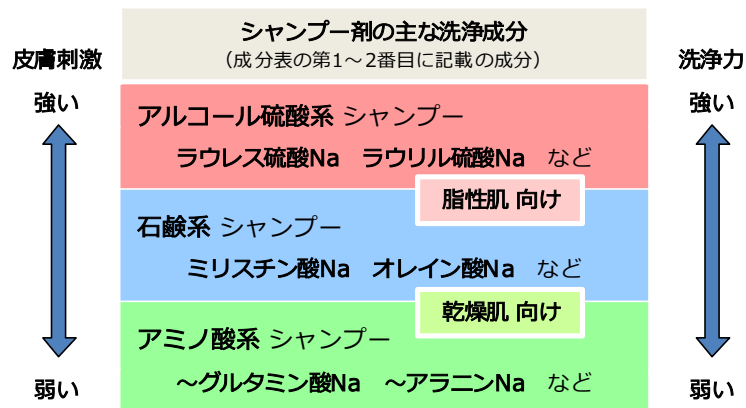 シャンプー剤の主な洗浄成分
（成分表の第1～2番目に記載の成分）
皮膚刺激
強い
弱い
アルコール硫酸系 シャンプー
ラウレス硫酸Na ラウリル硫酸Na など
脂性肌 向け
石鹸系 シャンプー
ミリスチン酸Na オレイン酸Na など
乾燥肌 向け
アミノ酸系 シャンプー
～グルタミン酸Na ～アラニンNa など
洗浄力
強い
弱い